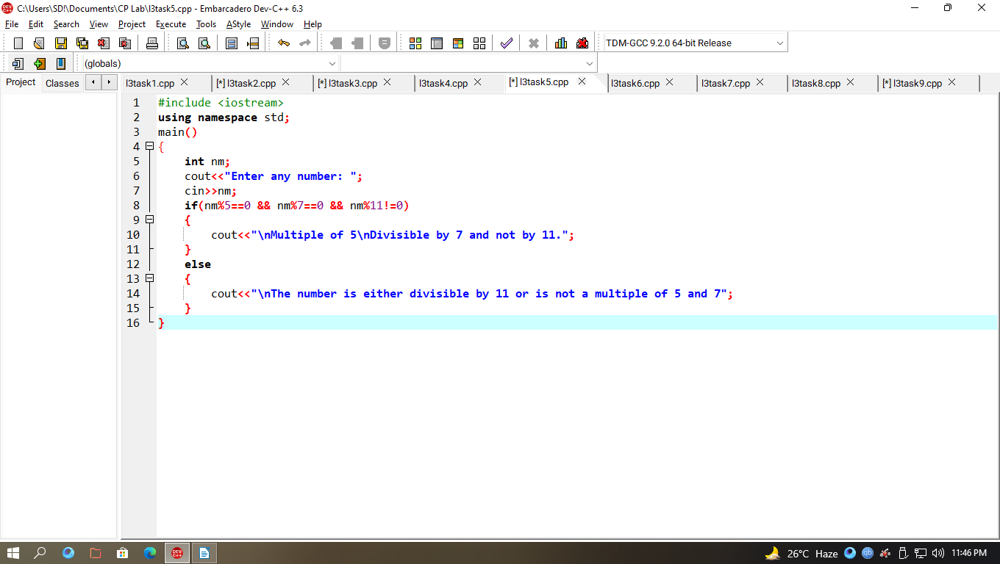 C:\Users\SD!\Documents\CP Lab\l3task5.cpp - Embarcadero Dev-C++ 6.3
File Edit Search View Project Execute Tools AStyle Window Help
TDM-GCC 9.2.0 64-bit Release
(globals)
Project Classes l3task1.cpp [*] l3task2.cpp [*] l3task3.cpp l3task4.cpp [*] l3task5.cpp l3task6.cpp l3task7.cpp l3task8.cpp [*] l3task9.cpp
1 #include <iostream>
2 using namespace std;
3 main()
4 {
5 int nm;
6 cout<<"Enter any number: ";
7 cin>>nm;
8 if(nm%5==0 && nm%7==0 && nm%11!=0)
9 {
10 cout<<"\nMultiple of 5\nDivisible by 7 and not by 11.";
11 }
12 else
13 {
14 cout<<"\nThe number is either divisible by 11 or is not a multiple of 5 and 7";
15 }
16 }
DEV C++ 26°C Haze qb 11:46 PM